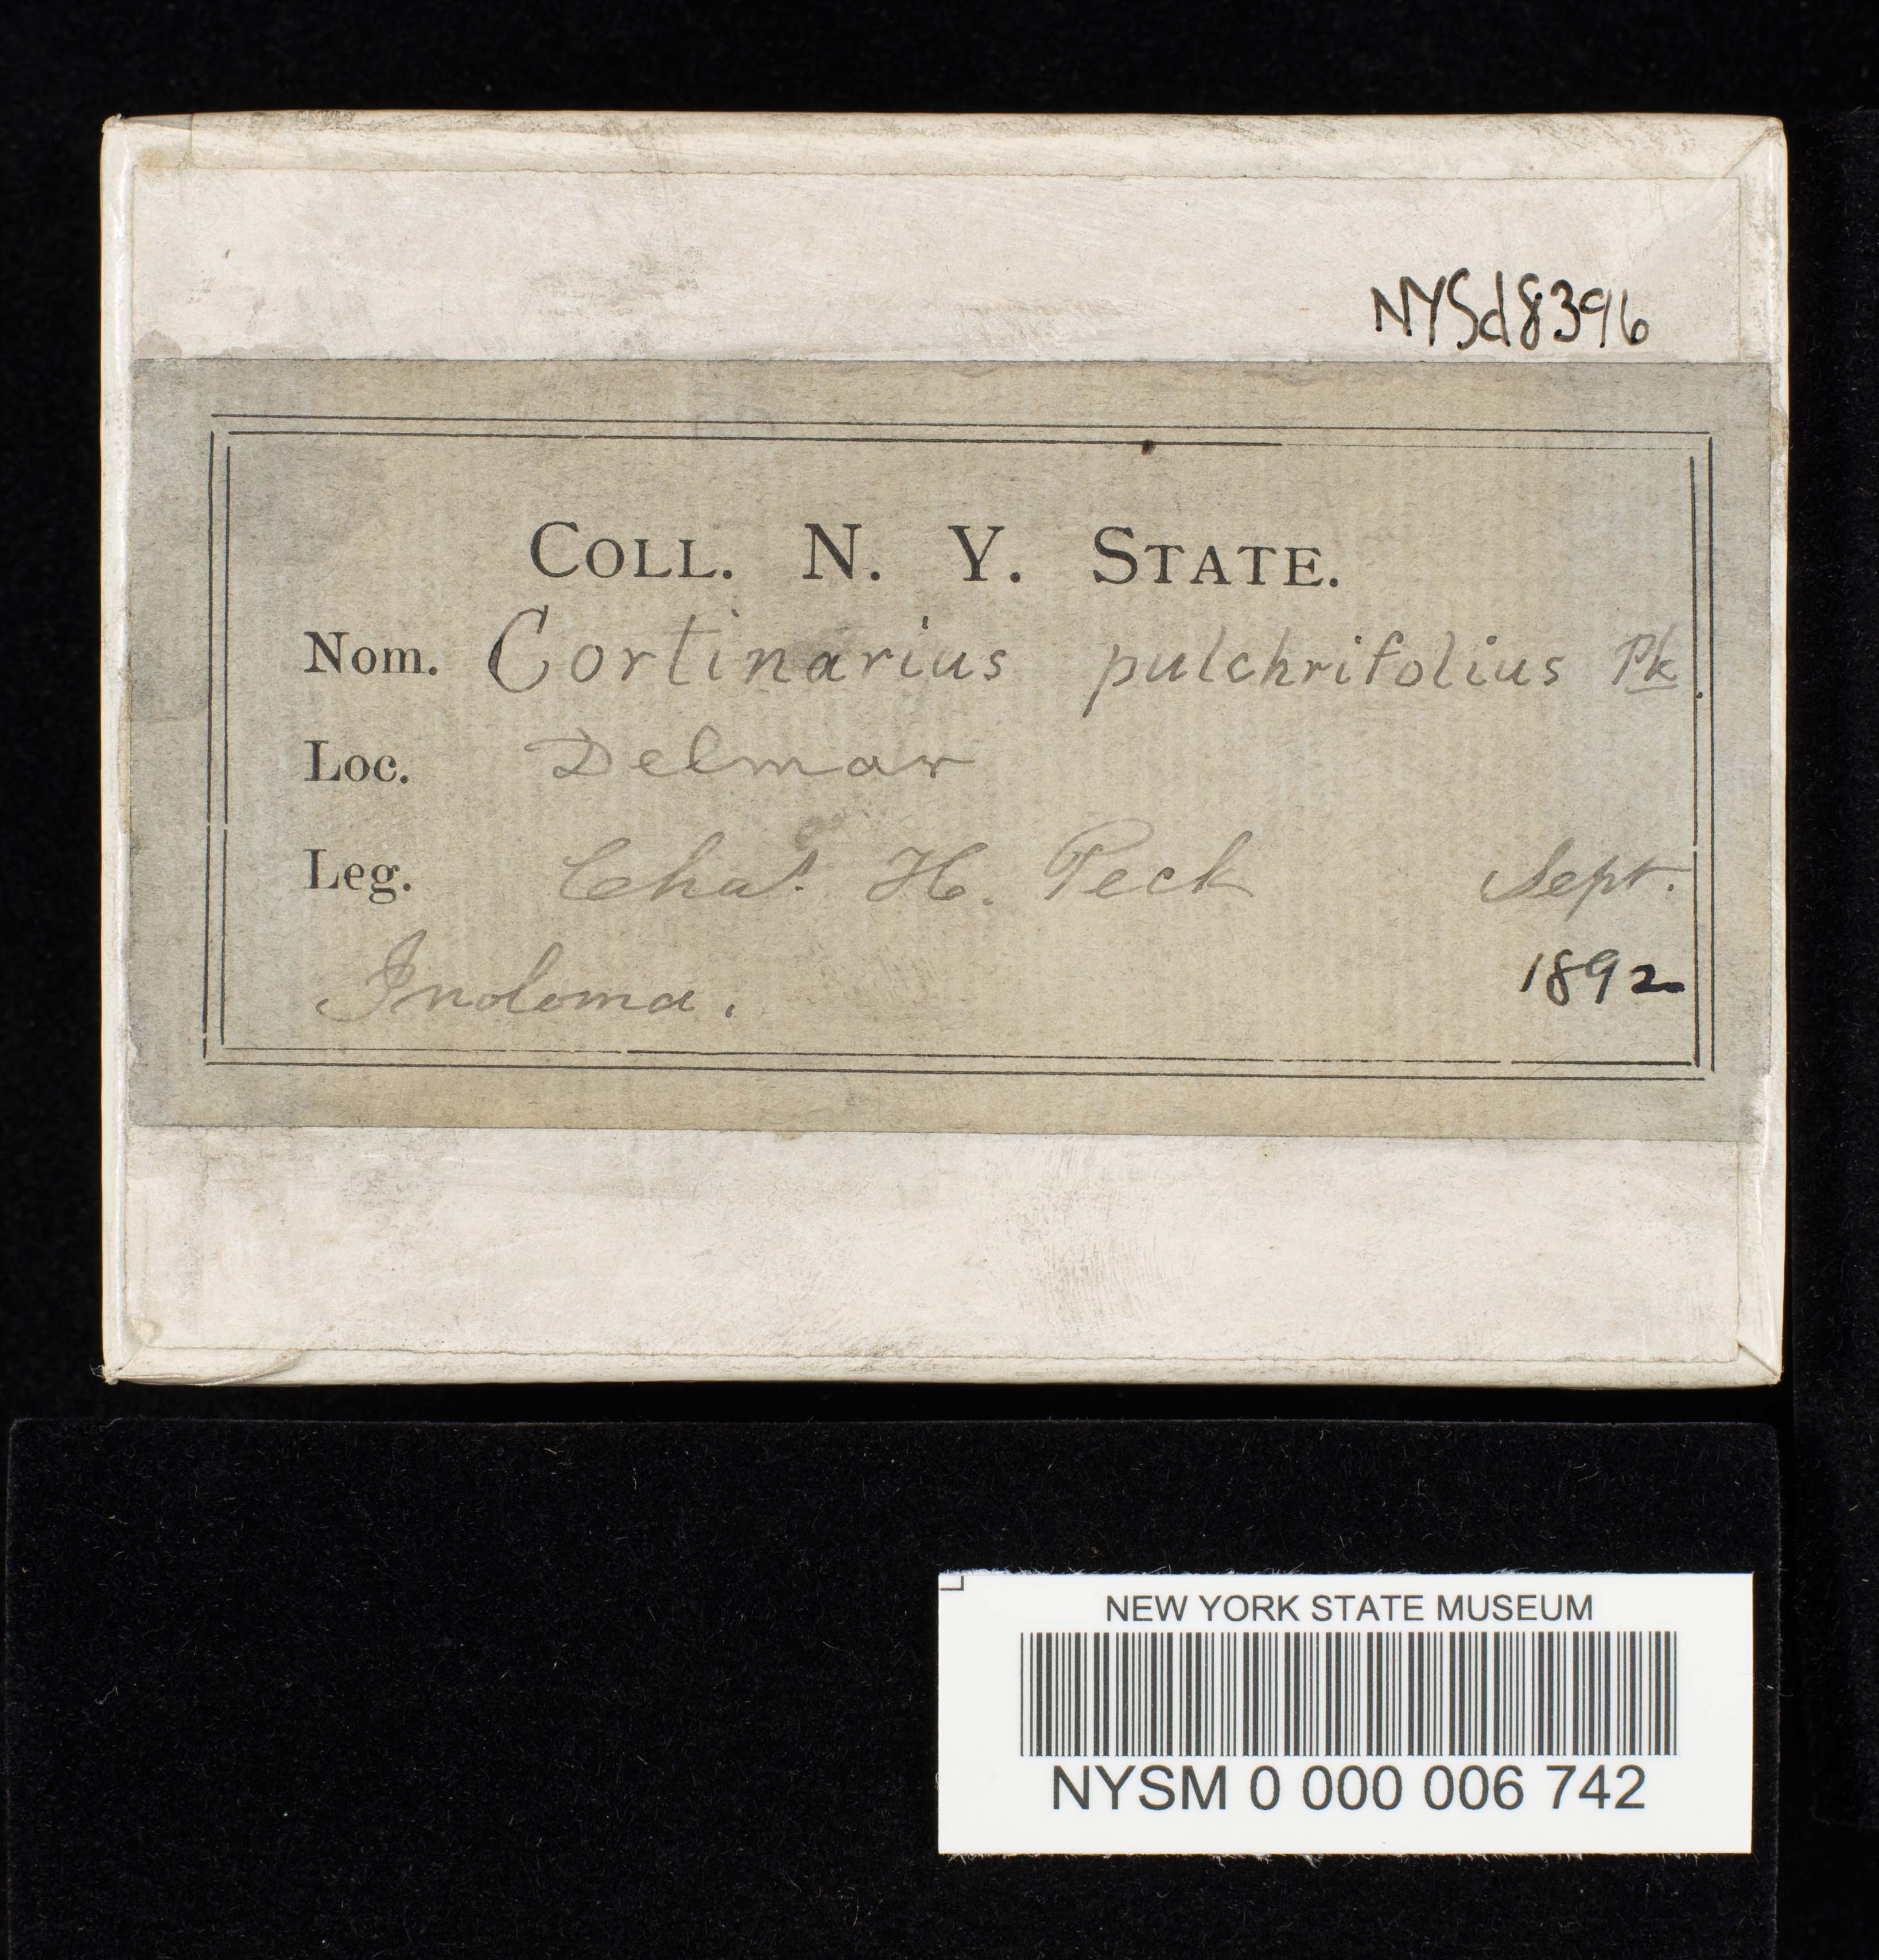 NYSd8396
COLL. N. Y. STATE.
Nom. Cortinarius pulchrifolius Pk.
Loc. Delmar
Leg. Chas. H. Peck Sept.
Inoloma. 1892
NEW YORK STATE MUSEUM
NYSM 0 000 006 742